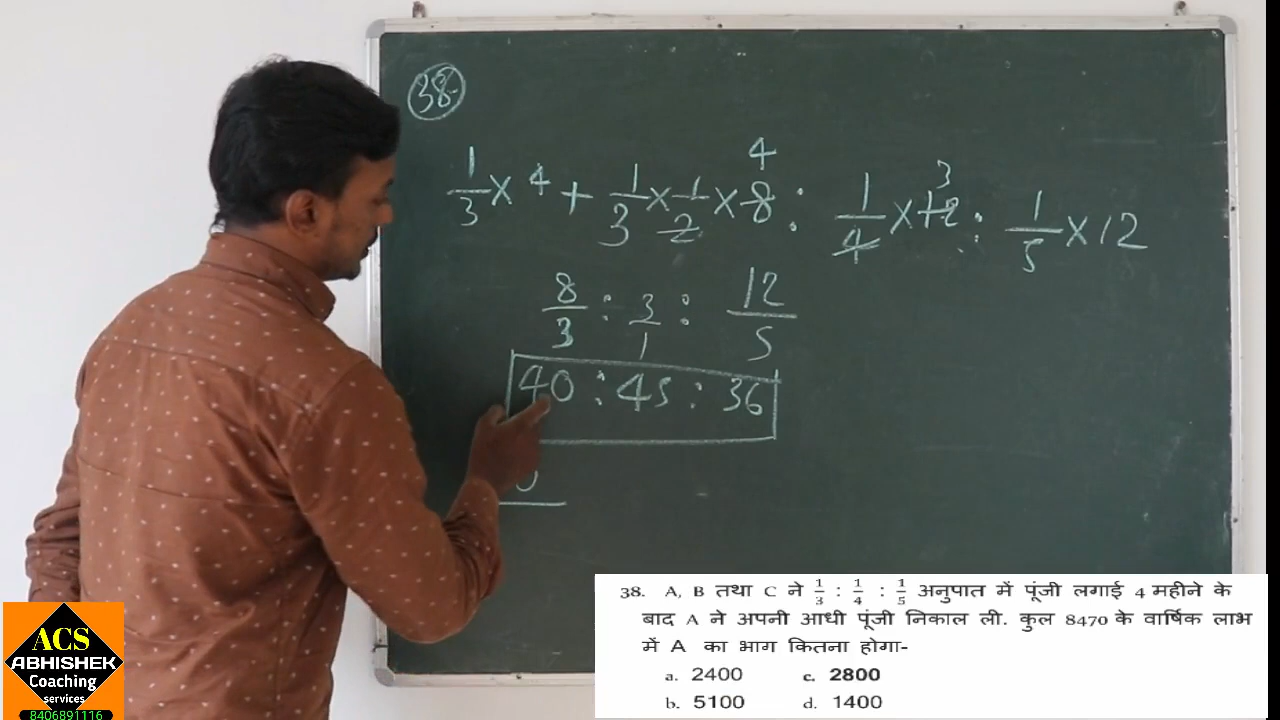 38
1/3 × 4 + 1/3 × 1/2 × 8 4 : 1/4 × 12 3 : 1/5 × 12
8/3 : 3/1 : 12/5
40 : 45 : 36
38. A, B तथा C ने 1/3 : 1/4 : 1/5 अनुपात में पूंजी लगाई 4 महीने के
बाद A ने अपनी आधी पूंजी निकाल ली. कुल 8470 के वार्षिक लाभ
में A का भाग कितना होगा-
a. 2400 c. 2800
b. 5100 d. 1400
ACS
ABHISHEK
Coaching
services
8406891116